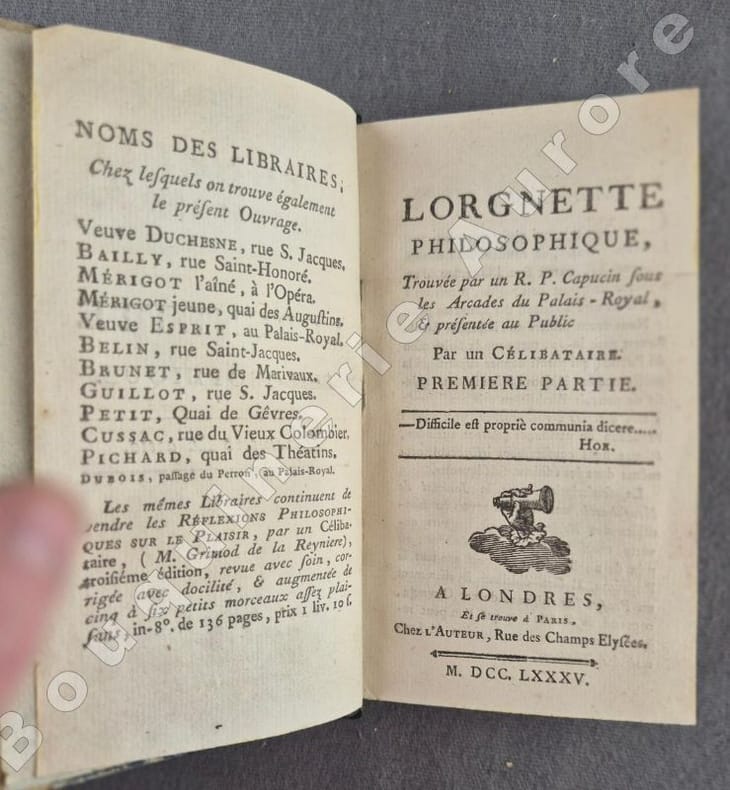 NOMS DES LIBRAIRES,
Chez leſquels on trouve également
le préſent Ouvrage.
Veuve DUCHESNE, rue S. Jacques.
BAILLY, rue Saint-Honoré.
MÉRIGOT l'aîné, à l'Opéra.
MÉRIGOT jeune, quai des Auguſtins.
Veuve ESPRIT, au Palais-Royal.
BELIN, rue Saint-Jacques.
BRUNET, rue de Marivaux.
GUILLOT, rue S. Jacques.
PETIT, Quai de Gêvres.
CUSSAC, rue du Vieux Colombier,
PICHARD, quai des Théatins.
DUBOIS, paſſage du Perron, au Palais-Royal.
Les mêmes Libraires continuent de
vendre les RÉFLEXIONS PHILOSOPHI-
QUES SUR LE PLAISIR, par un Céliba-
taire, (M. Grimod de la Reyniere),
troiſiéme édition, revue avec ſoin, cor-
rigée avec docilité, & augmentée de
cinq à ſix petits morceaux aſſez plai-
ſans, in-8°. de 136 pages, prix 1 liv. 10 ſ.
LORGNETTE
PHILOSOPHIQUE,
Trouvée par un R. P. Capucin ſous
les Arcades du Palais-Royal,
& préſentée au Public
Par un CÉLIBATAIRE.
PREMIERE PARTIE.
—Difficile eſt propriè communia dicere.....
HOR.
A LONDRES,
Et ſe trouve à PARIS,
Chez L'AUTEUR, Rue des Champs Elyſées.
M. DCC. LXXXV.
Bouquinerie Aurore